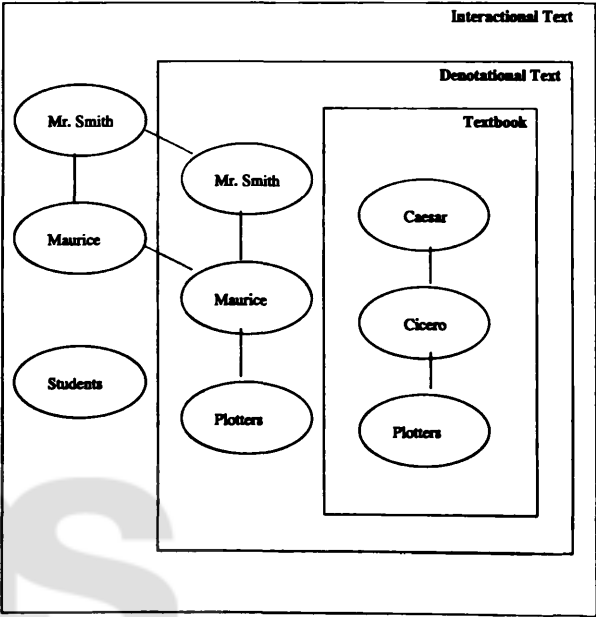 Interactional Text
Denotational Text
Textbook
Mr. Smith
Mr. Smith
Caesar
Maurice
Maurice
Cicero
Students
Plotters
Plotters